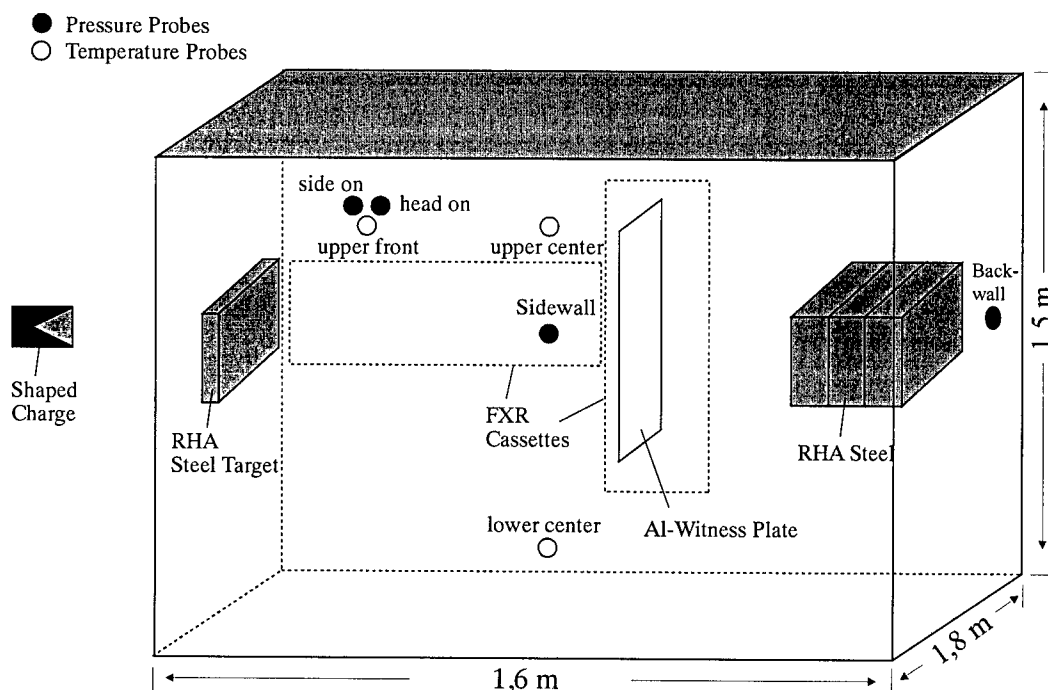 Pressure Probes
Temperature Probes
side on
head on
upper front
upper center
Sidewall
Back-
wall
1,5 m
Shaped
Charge
RHA
Steel Target
FXR
Cassettes
RHA Steel
Al-Witness Plate
lower center
1,8 m
1,6 m